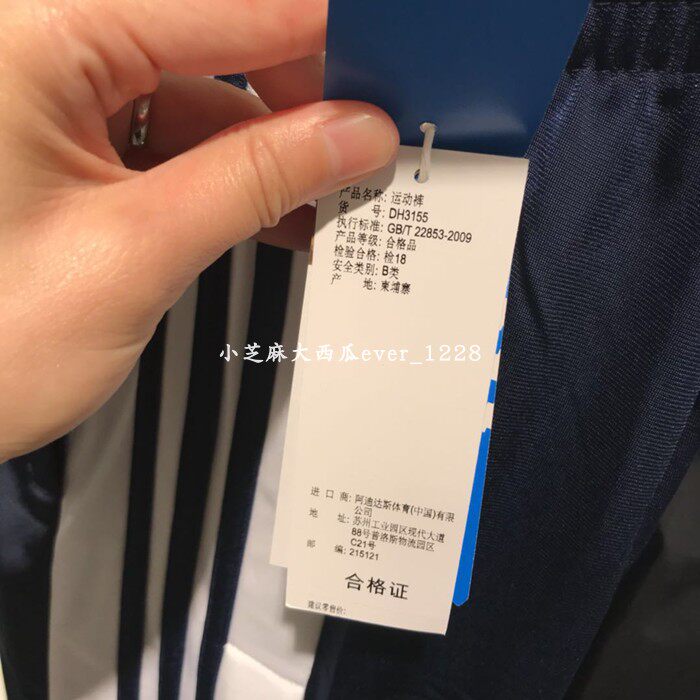 产品名称: 运动裤
货 号: DH3155
执行标准: GB/T 22853-2009
产品等级: 合格品
检验合格: 检18
安全类别: B类
产 地: 柬埔寨
小芝麻大西瓜ever_1228
进 口 商: 阿迪达斯体育(中国)有限
公司
地 址: 苏州工业园区现代大道
88号普洛斯物流园区
C21号
邮 编: 215121
合格证
建议零售价: